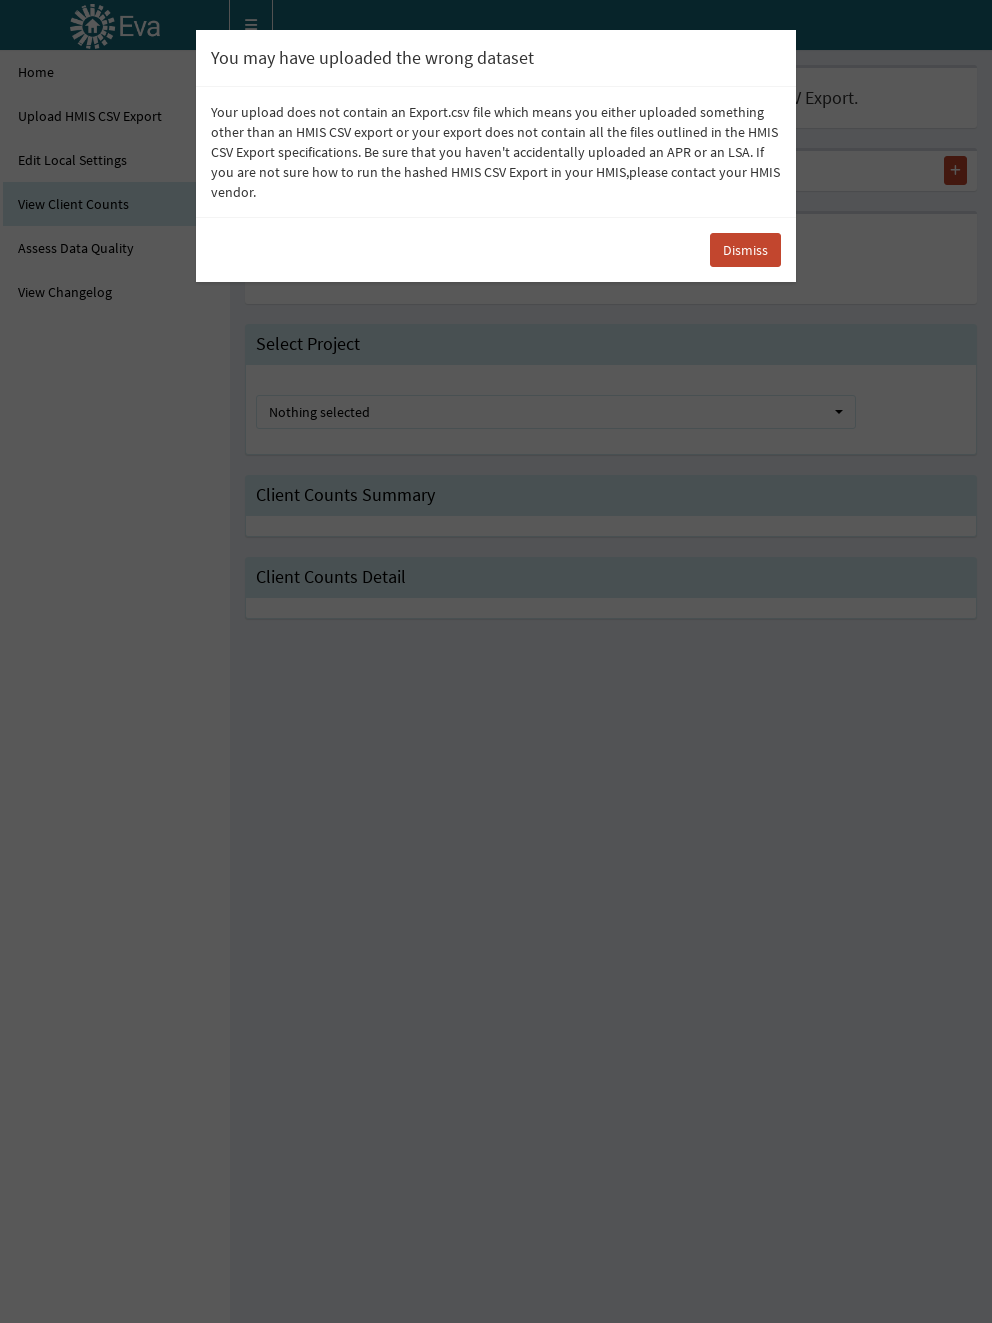 Eva
You may have uploaded the wrong dataset
Your upload does not contain an Export.csv file which means you either uploaded something
other than an HMIS CSV export or your export does not contain all the files outlined in the HMIS
CSV Export specifications. Be sure that you haven't accidentally uploaded an APR or an LSA. If
you are not sure how to run the hashed HMIS CSV Export in your HMIS,please contact your HMIS
vendor.
Dismiss
Home
Upload HMIS CSV Export
Edit Local Settings
View Client Counts
Assess Data Quality
View Changelog
Export.
Select Project
Nothing selected
Client Counts Summary
Client Counts Detail